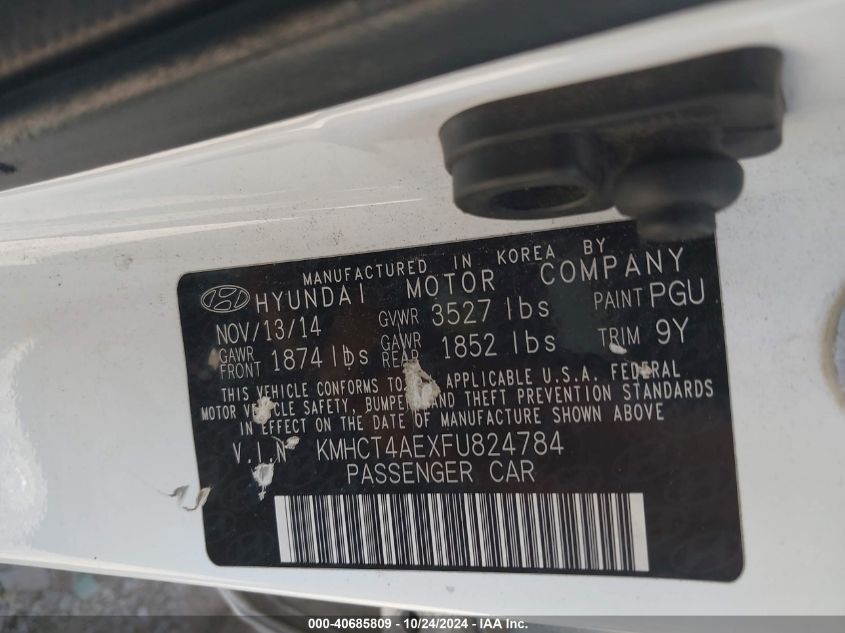 MANUFACTURED IN KOREA BY
HYUNDAI MOTOR COMPANY
NOV/13/14 GVWR 3527 lbs PAINT PGU
GAWR FRONT 1874 lbs GAWR REAR 1852 lbs TRIM 9Y
THIS VEHICLE CONFORMS TO APPLICABLE U.S.A. FEDERAL
MOTOR VEHICLE SAFETY, BUMPER AND THEFT PREVENTION STANDARDS
IN EFFECT ON THE DATE OF MANUFACTURE SHOWN ABOVE
V.I.N KMHCT4AEXFU824784
PASSENGER CAR
000-40685809 | 10/24/2024 | IAA Inc.